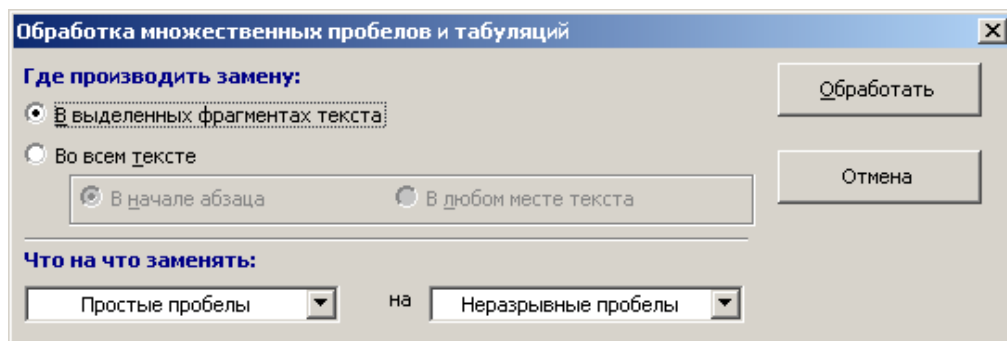 Обработка множественных пробелов и табуляций
Где производить замену:
В выделенных фрагментах текста
Во всем тексте
В начале абзаца
В любом месте текста
Что на что заменять:
Простые пробелы
на
Неразрывные пробелы
Обработать
Отмена